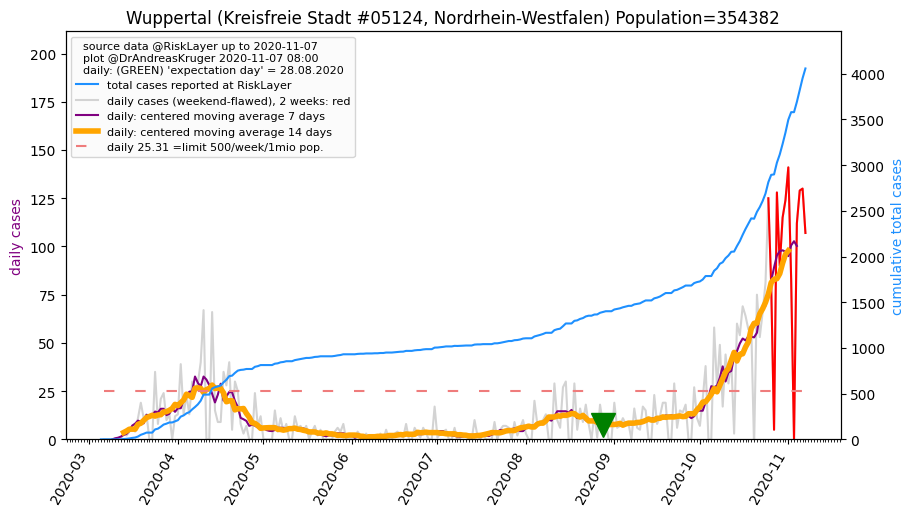 Wuppertal (Kreisfreie Stadt #05124, Nordrhein-Westfalen) Population=354382
source data @RiskLayer up to 2020-11-07
plot @DrAndreasKruger 2020-11-07 08:00
daily: (GREEN) 'expectation day' = 28.08.2020
total cases reported at RiskLayer
daily cases (weekend-flawed), 2 weeks: red
daily: centered moving average 7 days
daily: centered moving average 14 days
daily 25.31 =limit 500/week/1mio pop.
daily cases
200
175
150
125
100
75
50
25
0
cumulative total cases
4000
3500
3000
2500
2000
1500
1000
500
0
2020-03
2020-04
2020-05
2020-06
2020-07
2020-08
2020-09
2020-10
2020-11